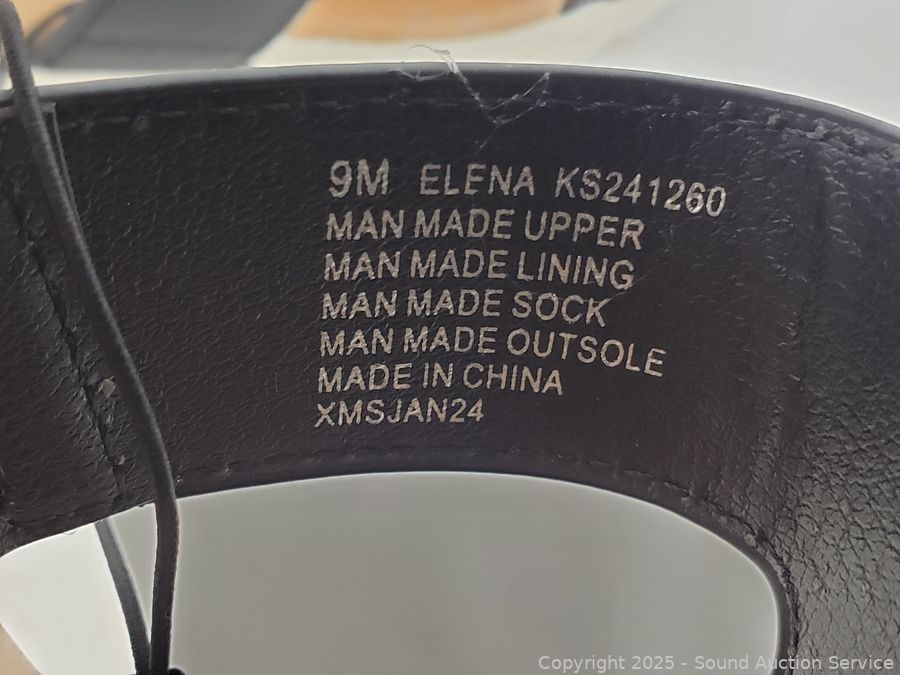 9M ELENA KS241260
MAN MADE UPPER
MAN MADE LINING
MAN MADE SOCK
MAN MADE OUTSOLE
MADE IN CHINA
XMSJAN24
Copyright 2025 - Sound Auction Service